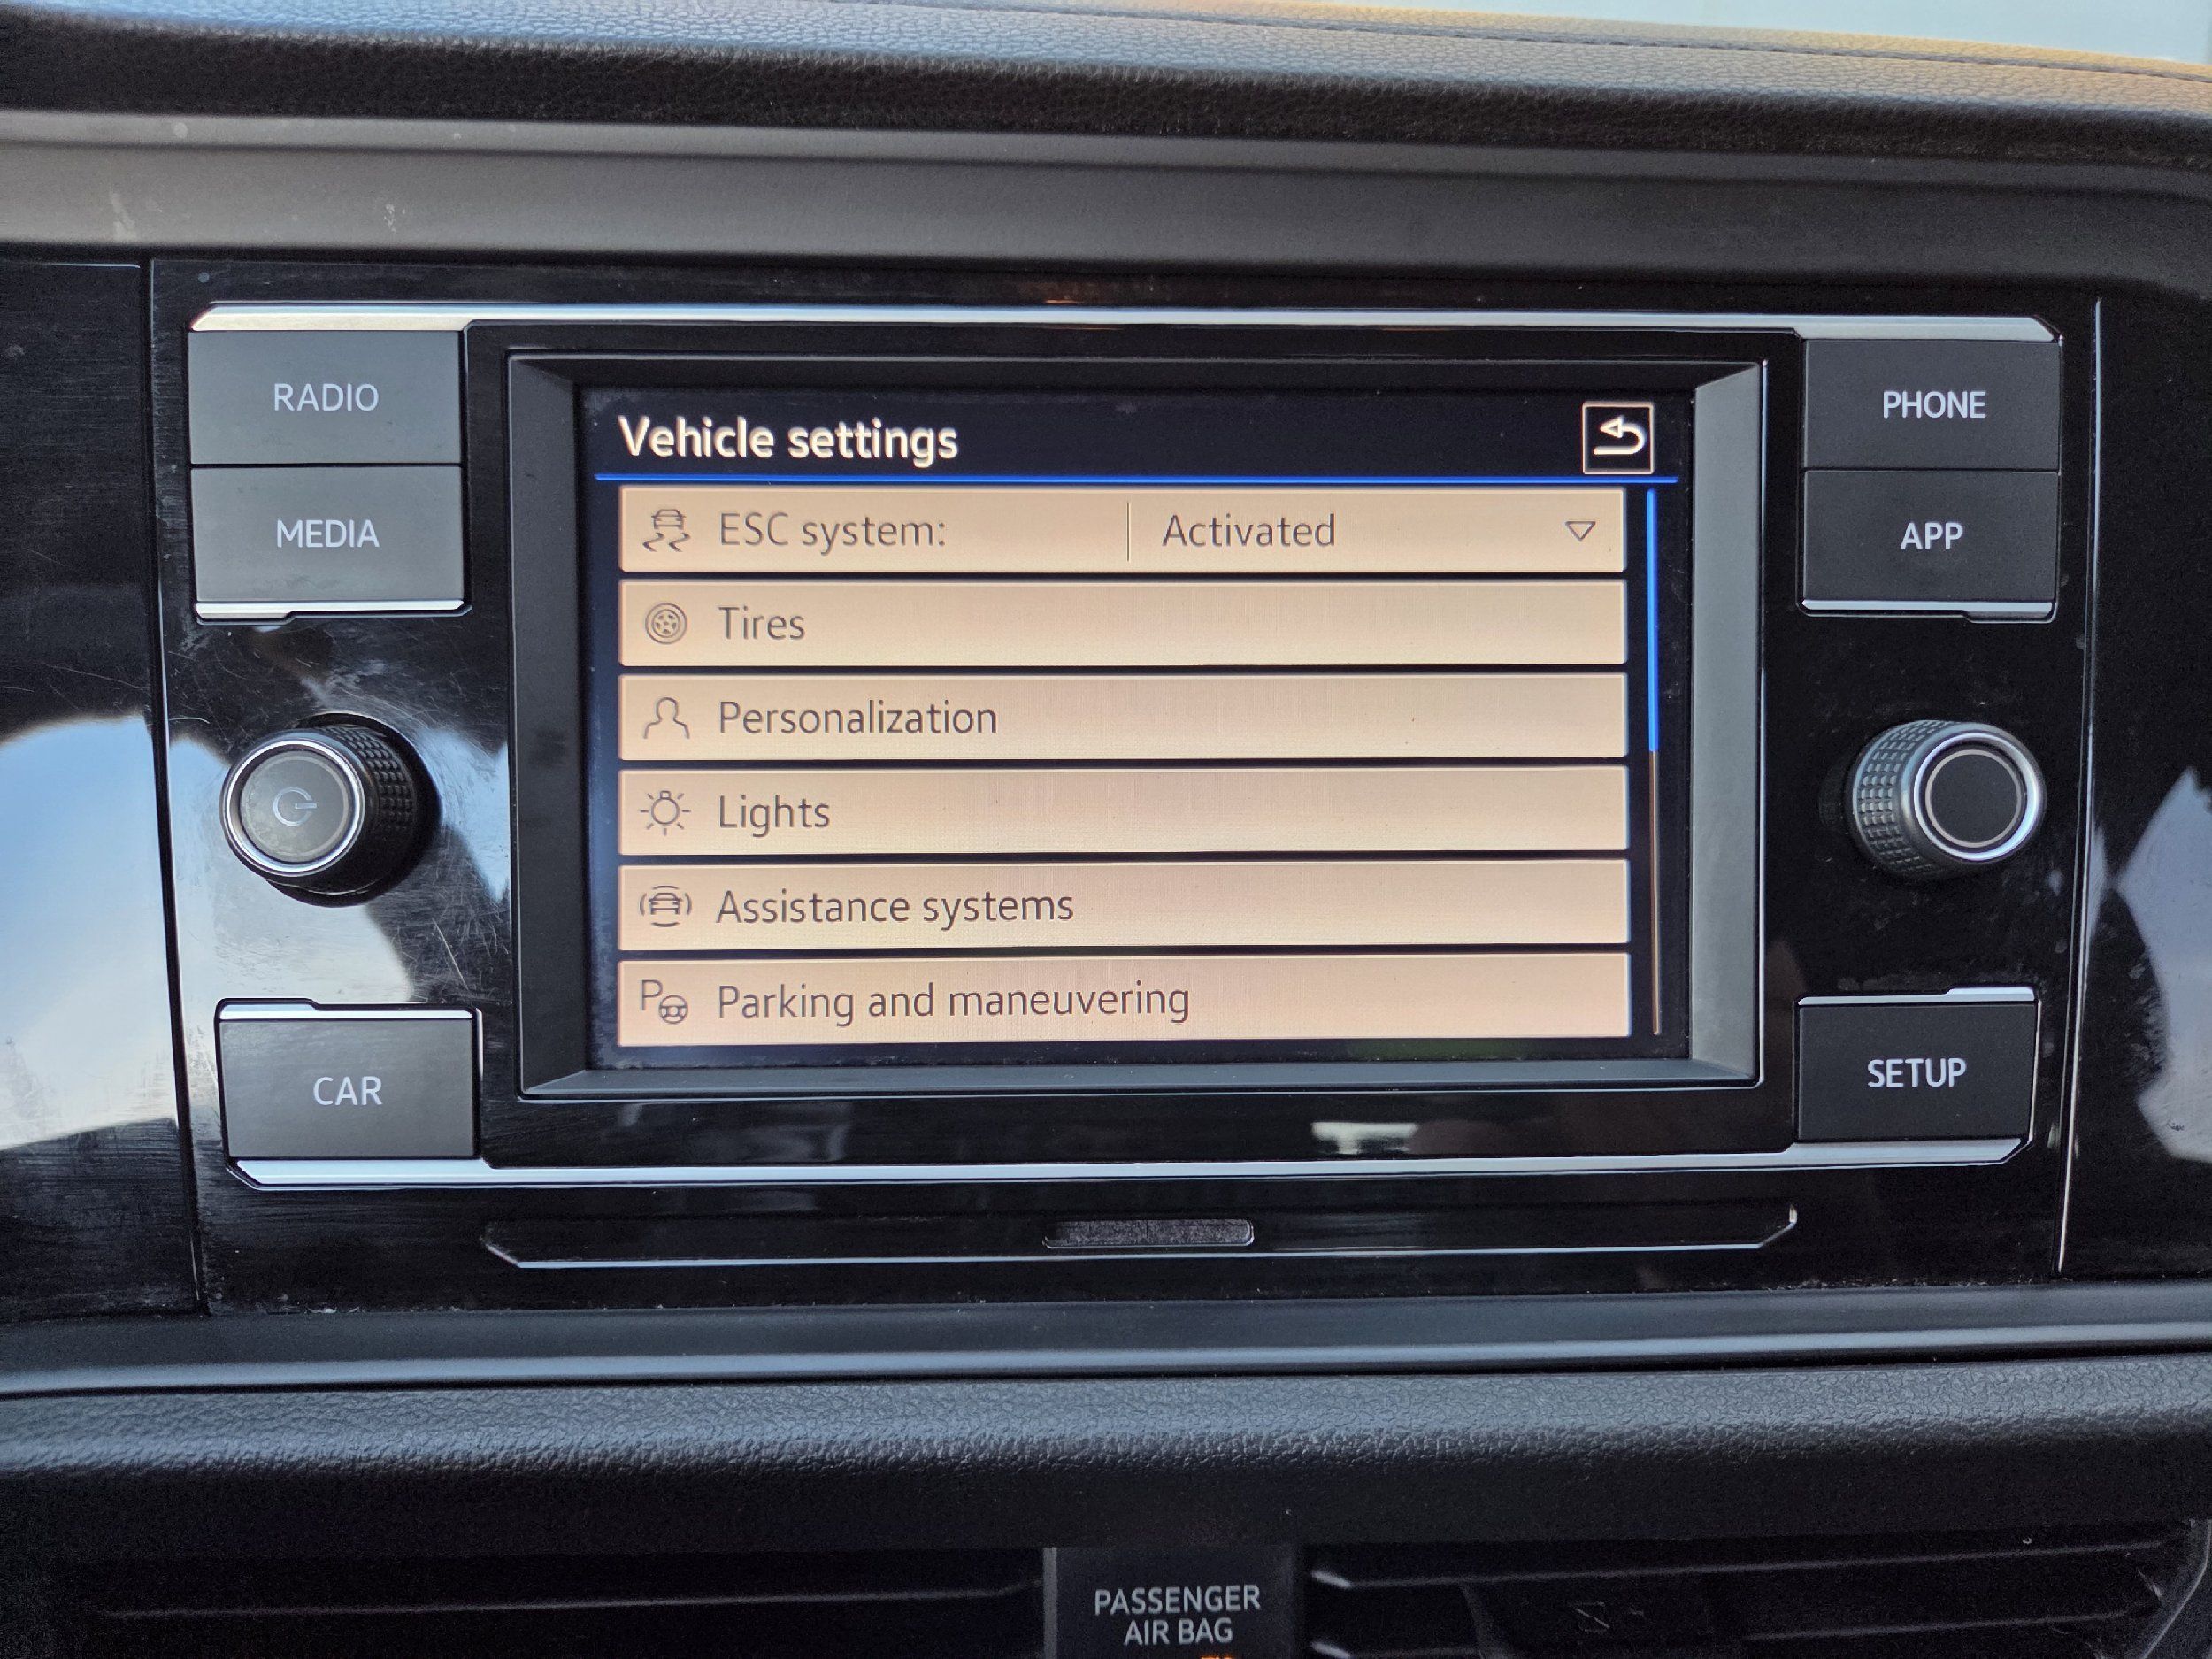 RADIO
MEDIA
CAR
Vehicle settings
ESC system: Activated
Tires
Personalization
Lights
Assistance systems
P Parking and maneuvering
PHONE
APP
SETUP
PASSENGER
AIR BAG